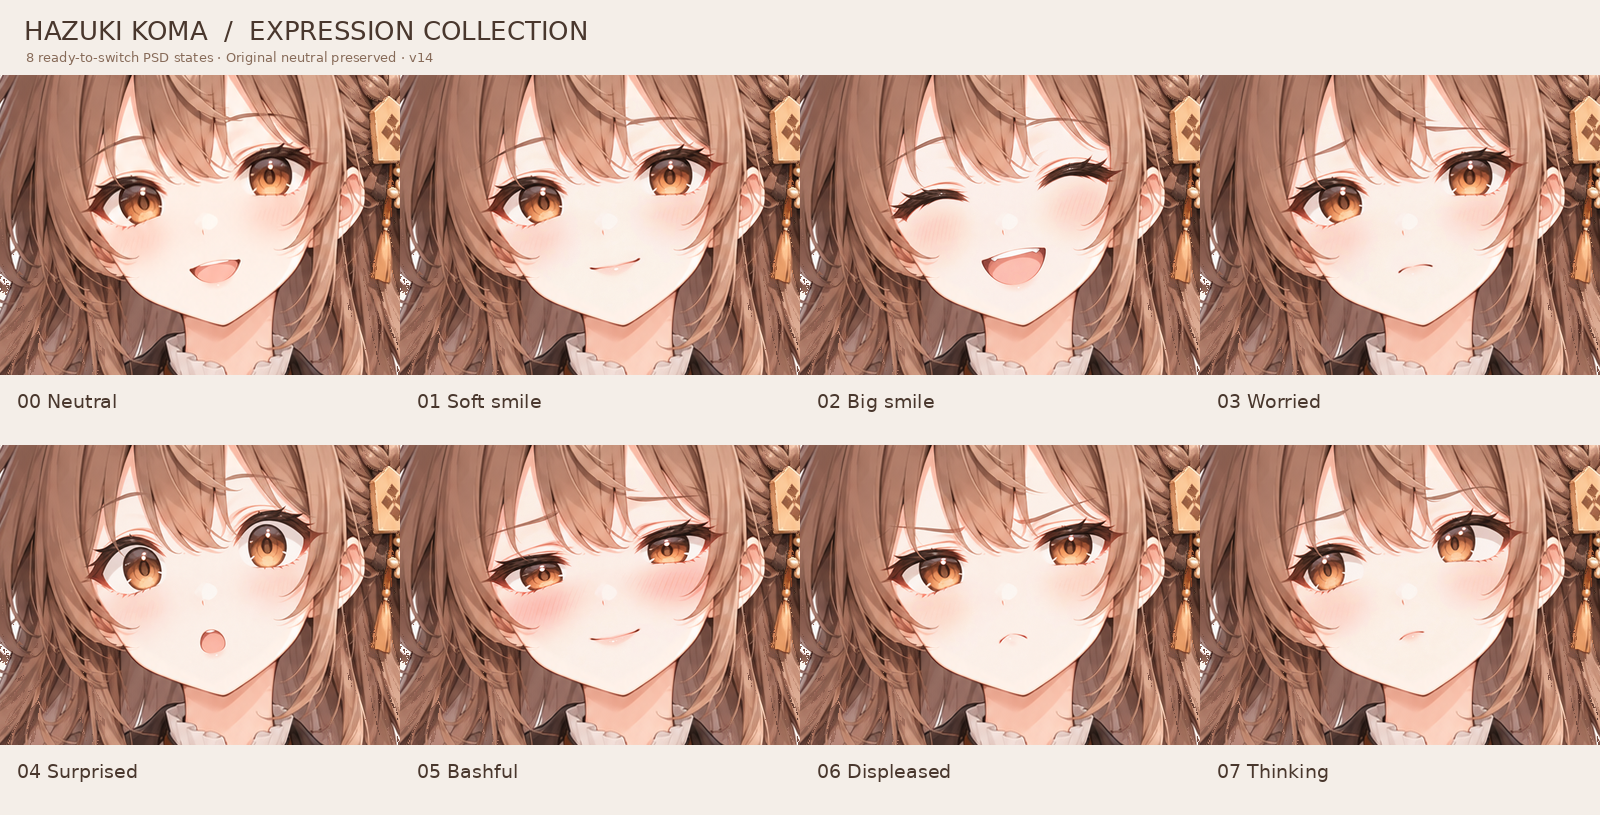 HAZUKI KOMA / EXPRESSION COLLECTION
8 ready-to-switch PSD states · Original neutral preserved · v14
00 Neutral
01 Soft smile
02 Big smile
03 Worried
04 Surprised
05 Bashful
06 Displeased
07 Thinking